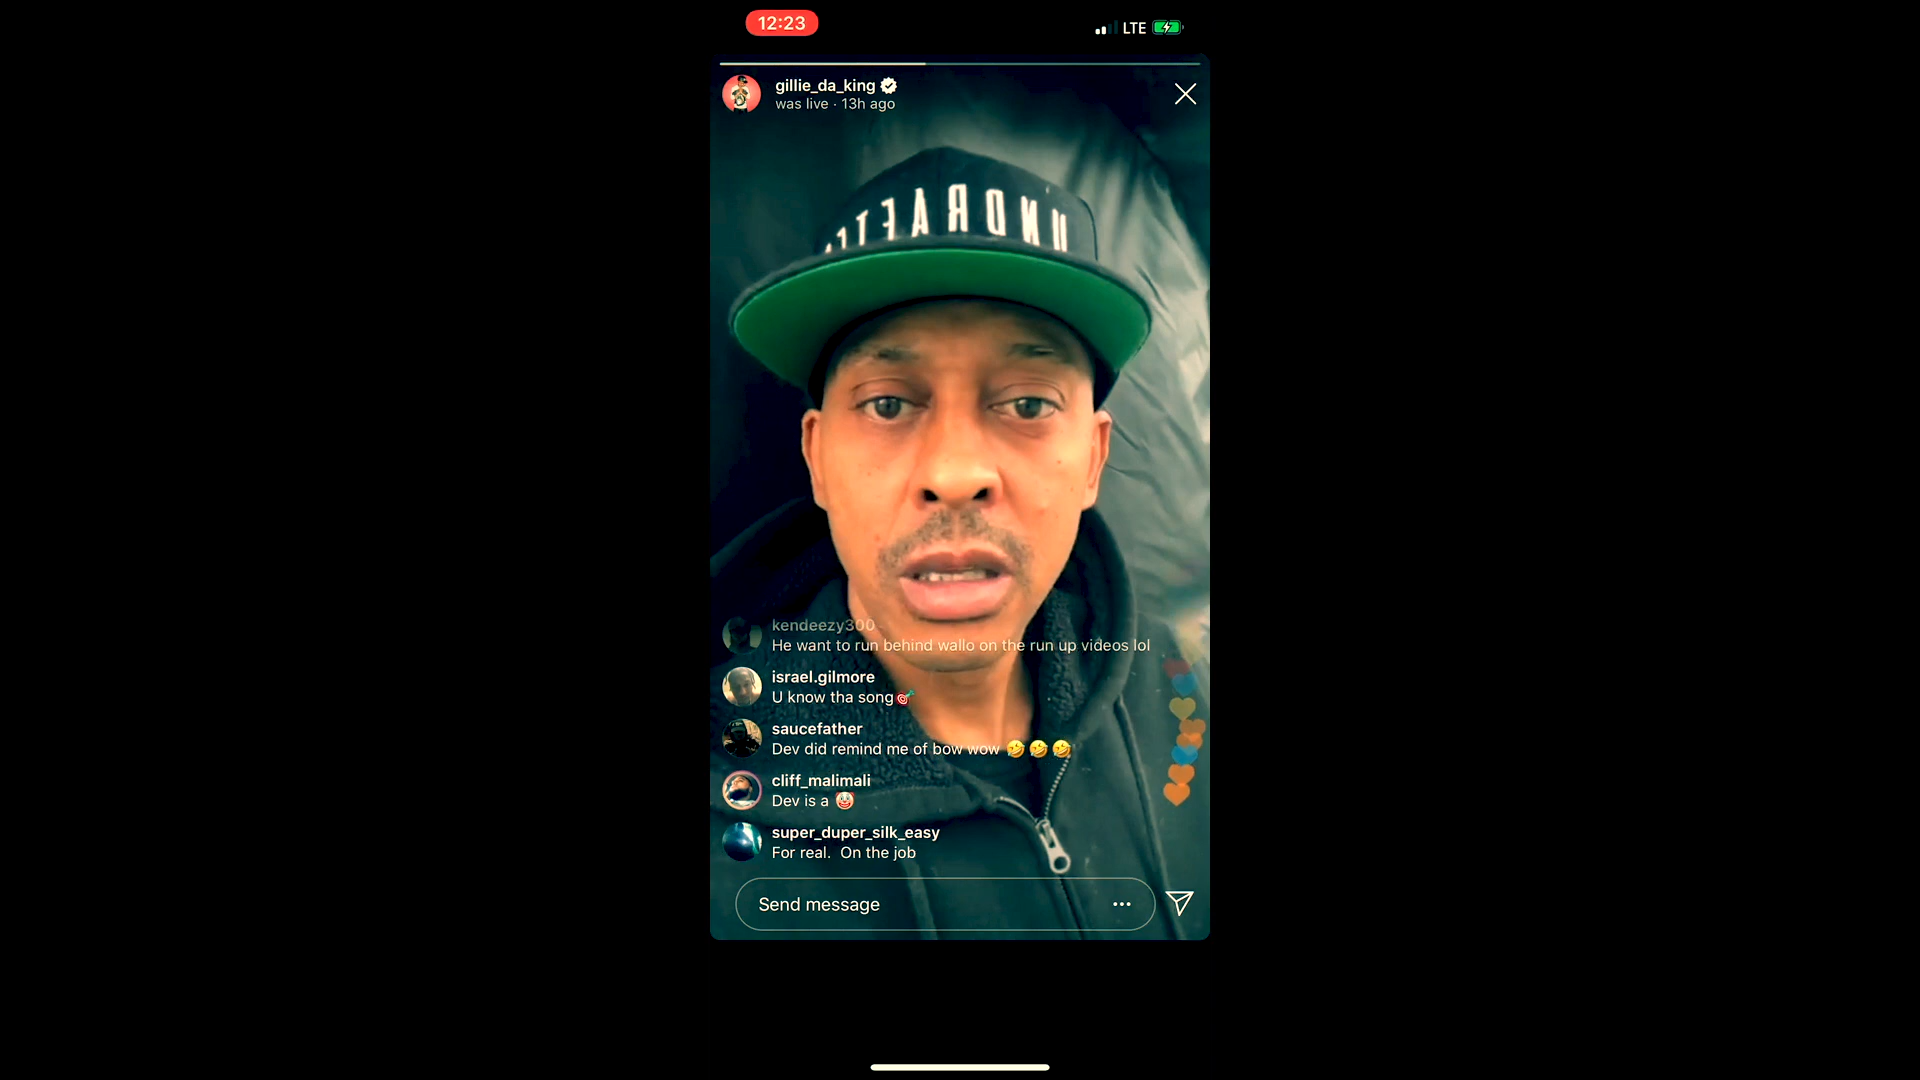 12:23
LTE
gillie_da_king
was live · 13h ago
UNDRAFTE
kendeezy300
He want to run behind wallo on the run up videos lol
israel.gilmore
U know tha song🎯
saucefather
Dev did remind me of bow wow 🤣🤣🤣
cliff_malimali
Dev is a 🤡
super_duper_silk_easy
For real.  On the job
Send message